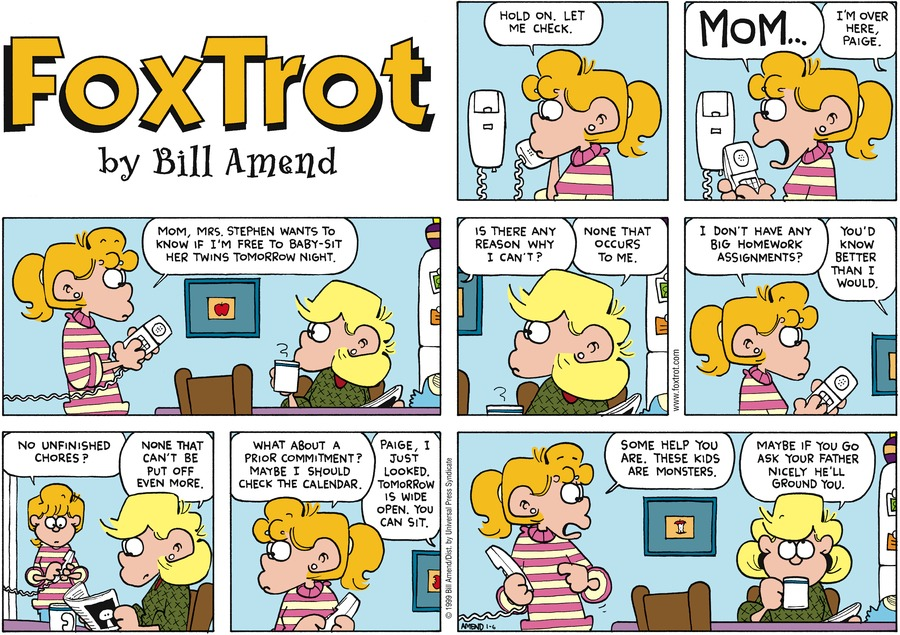 FoxTrot
by Bill Amend
HOLD ON. LET
ME CHECK.
MOM...
I'M OVER
HERE,
PAIGE.
MOM, MRS. STEPHEN WANTS TO
KNOW IF I'M FREE TO BABY-SIT
HER TWINS TOMORROW NIGHT.
IS THERE ANY
REASON WHY
I CAN'T?
NONE THAT
OCCURS
TO ME.
www.foxtrot.com
I DON'T HAVE ANY
BIG HOMEWORK
ASSIGNMENTS?
YOU'D
KNOW
BETTER
THAN I
WOULD.
NO UNFINISHED
CHORES?
NONE THAT
CAN'T BE
PUT OFF
EVEN MORE.
WHAT ABOUT A
PRIOR COMMITMENT?
MAYBE I SHOULD
CHECK THE CALENDAR.
PAIGE, I
JUST
LOOKED.
TOMORROW
IS WIDE
OPEN. YOU
CAN SIT.
© 1999 Bill Amend/Dist. by Universal Press Syndicate
SOME HELP YOU
ARE. THESE KIDS
ARE MONSTERS.
MAYBE IF YOU GO
ASK YOUR FATHER
NICELY HE'LL
GROUND YOU.
AMEND 1-6